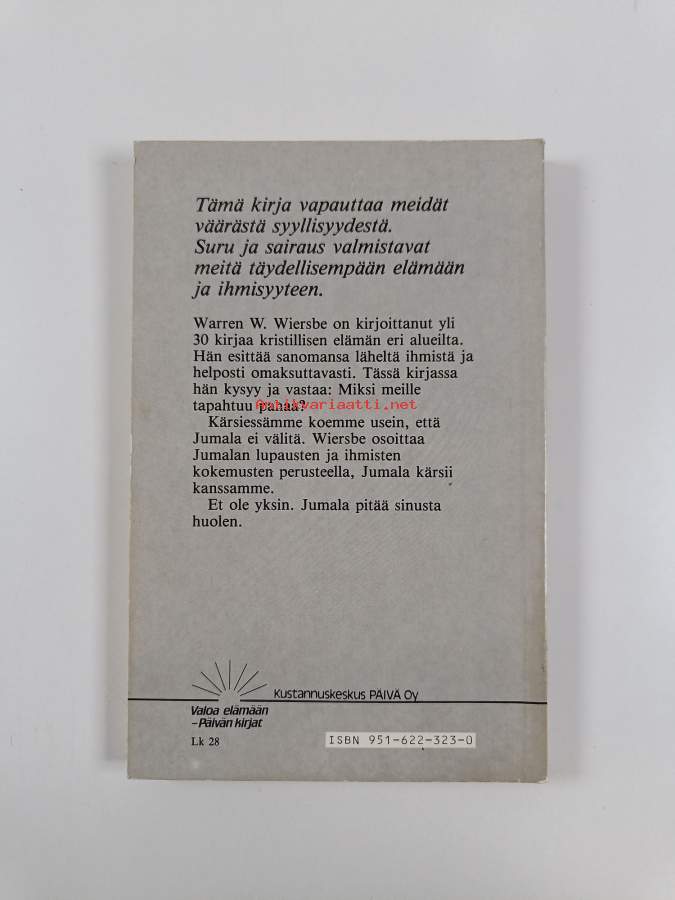 Tämä kirja vapauttaa meidät
väärästä syyllisyydestä.
Suru ja sairaus valmistavat
meitä täydellisempään elämään
ja ihmisyyteen.
Warren W. Wiersbe on kirjoittanut yli
30 kirjaa kristillisen elämän eri alueilta.
Hän esittää sanomansa läheltä ihmistä ja
helposti omaksuttavasti. Tässä kirjassa
hän kysyy ja vastaa: Miksi meille
tapahtuu pahaa?
Antikvariaatti.net
Kärsiessämme koemme usein, että
Jumala ei välitä. Wiersbe osoittaa
Jumalan lupausten ja ihmisten
kokemusten perusteella, Jumala kärsii
kanssamme.
Et ole yksin. Jumala pitää sinusta
huolen.
Kustannuskeskus PÄIVÄ Oy
Valoa elämään
–Päivän kirjat
Lk 28
ISBN 951-622-323-0